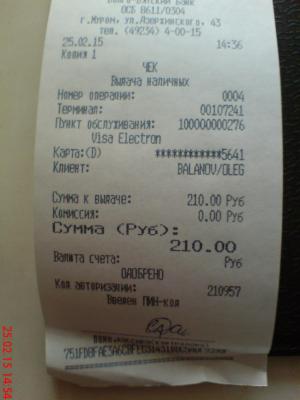 ОСБ 8611/0304
г.Муром, ул.Дзержинского, 43
тел. (49234) 4-00-15
25.02.15 14:36
Копия 1
ЧЕК
Выдача наличных
Номер операции: 0004
Терминал: 00107241
Пункт обслуживания: 100000000276
Visa Electron
Карта:(D) ************5641
Клиент: BALANOV/OLEG
Сумма к выдаче: 210.00 Руб
Комиссия: 0.00 Руб
Сумма (Руб):
210.00
Валюта счета: Руб
ОДОБРЕНО
Код авторизации: 210957
Введен ПИН-код
25 02 15 14:54